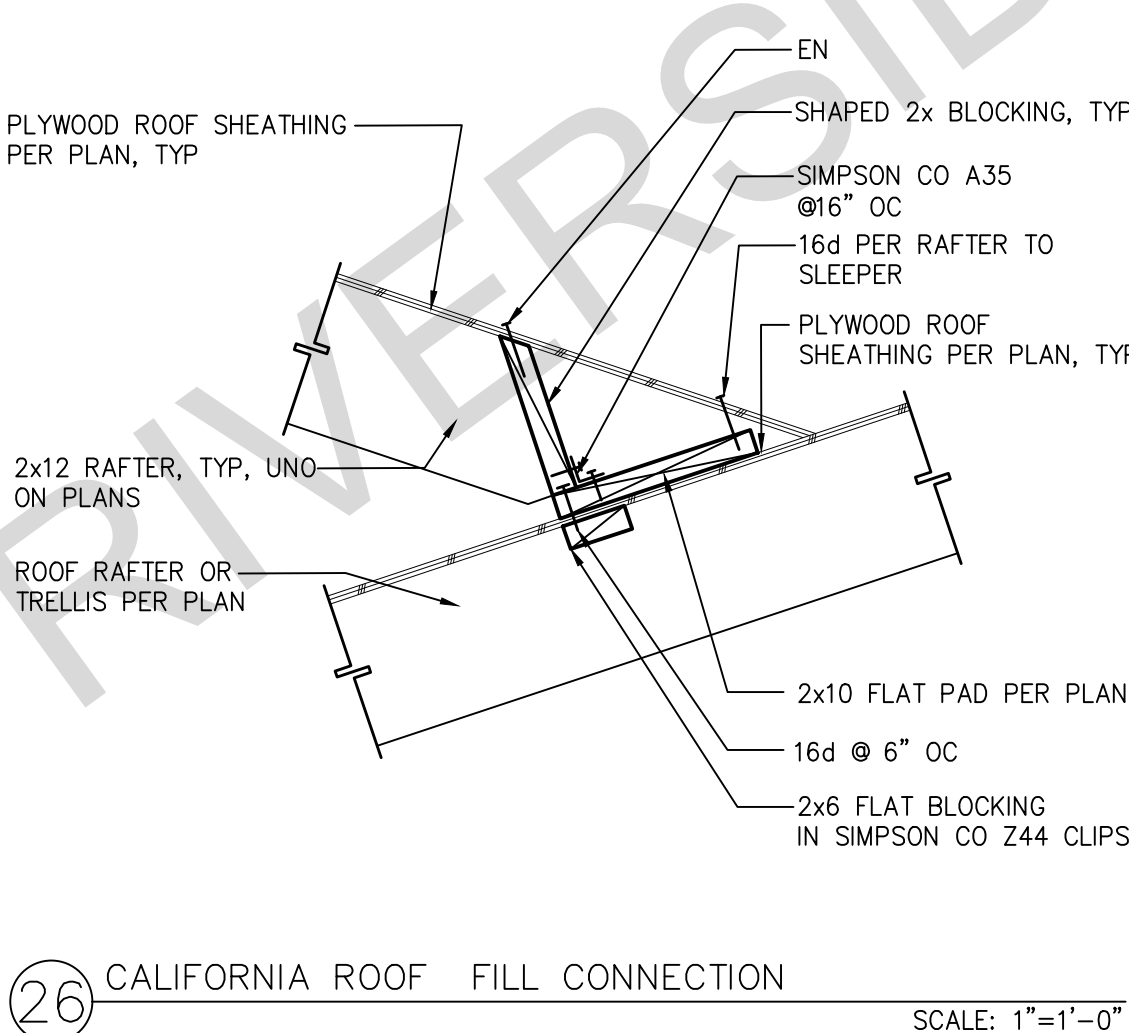 EN
SHAPED 2x BLOCKING, TYP
PLYWOOD ROOF SHEATHING
PER PLAN, TYP
SIMPSON CO A35
@16" OC
16d PER RAFTER TO
SLEEPER
PLYWOOD ROOF
SHEATHING PER PLAN, TYP
2x12 RAFTER, TYP, UNO
ON PLANS
ROOF RAFTER OR
TRELLIS PER PLAN
2x10 FLAT PAD PER PLAN
16d @ 6" OC
2x6 FLAT BLOCKING
IN SIMPSON CO Z44 CLIPS
26 CALIFORNIA ROOF FILL CONNECTION
SCALE: 1"=1'-0"